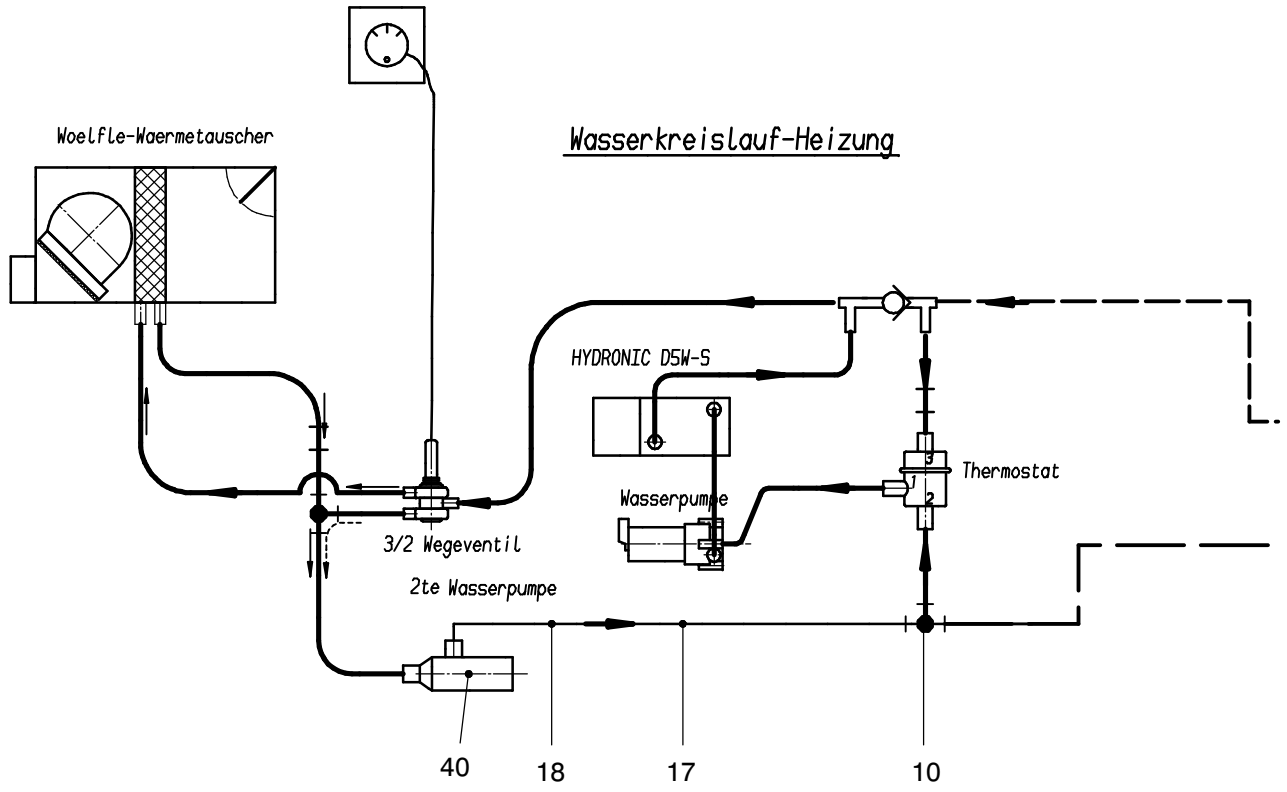 Woelfle-Waermetauscher
Wasserkreislauf-Heizung
HYDRONIC D5W-S
3
Thermostat
1
2
Wasserpumpe
3/2 Wegeventil
2te Wasserpumpe
40
18
17
10